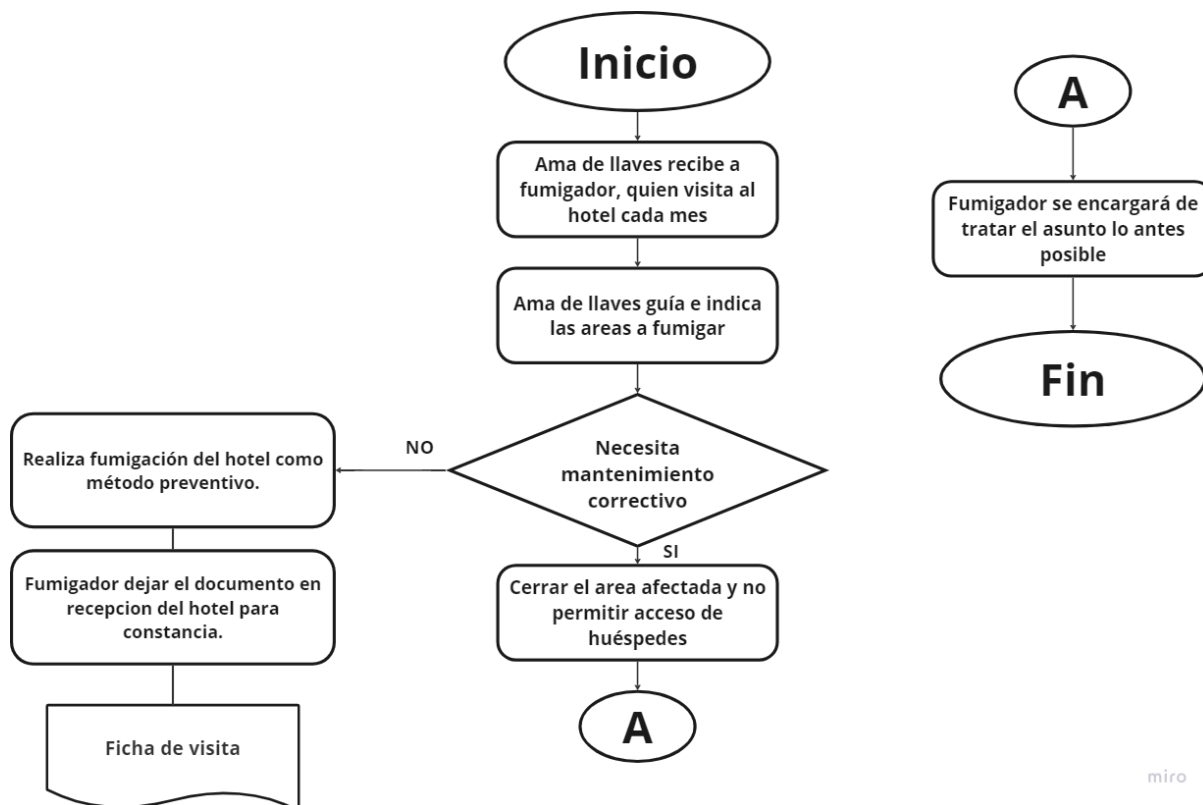 Inicio
Ama de llaves recibe a
fumigador, quien visita al
hotel cada mes
Ama de llaves guía e indica
las areas a fumigar
Necesita
mantenimiento
correctivo
NO
Realiza fumigación del hotel como
método preventivo.
Fumigador dejar el documento en
recepcion del hotel para
constancia.
Ficha de visita
SI
Cerrar el area afectada y no
permitir acceso de
huéspedes
A
A
Fumigador se encargará de
tratar el asunto lo antes
posible
Fin
miro